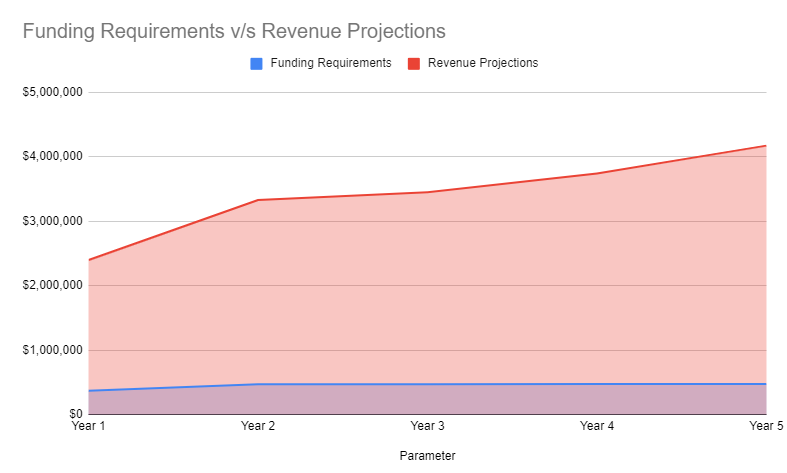 Funding Requirements v/s Revenue Projections
Funding Requirements Revenue Projections
$5,000,000
$4,000,000
$3,000,000
$2,000,000
$1,000,000
$0
Year 1 Year 2 Year 3 Year 4 Year 5
Parameter